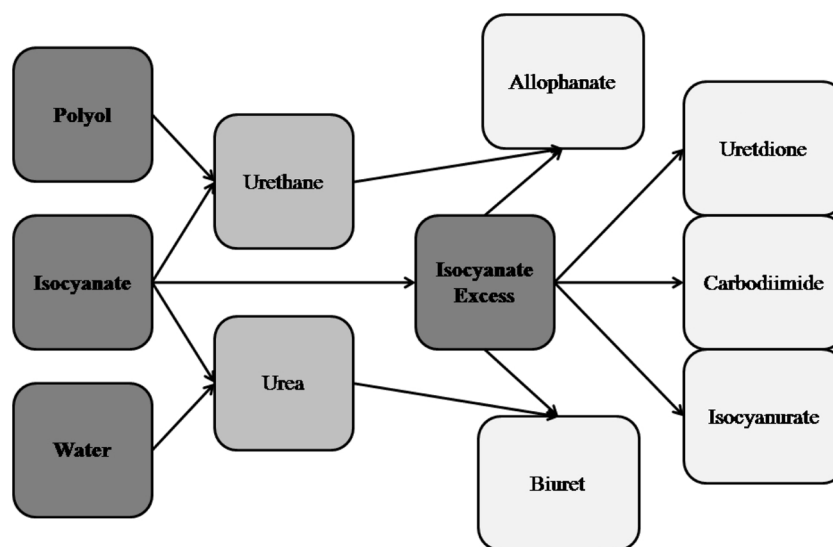 Polyol
Isocyanate
Water
Urethane
Urea
Allophanate
Isocyanate
Excess
Biuret
Uretdione
Carbodiimide
Isocyanurate